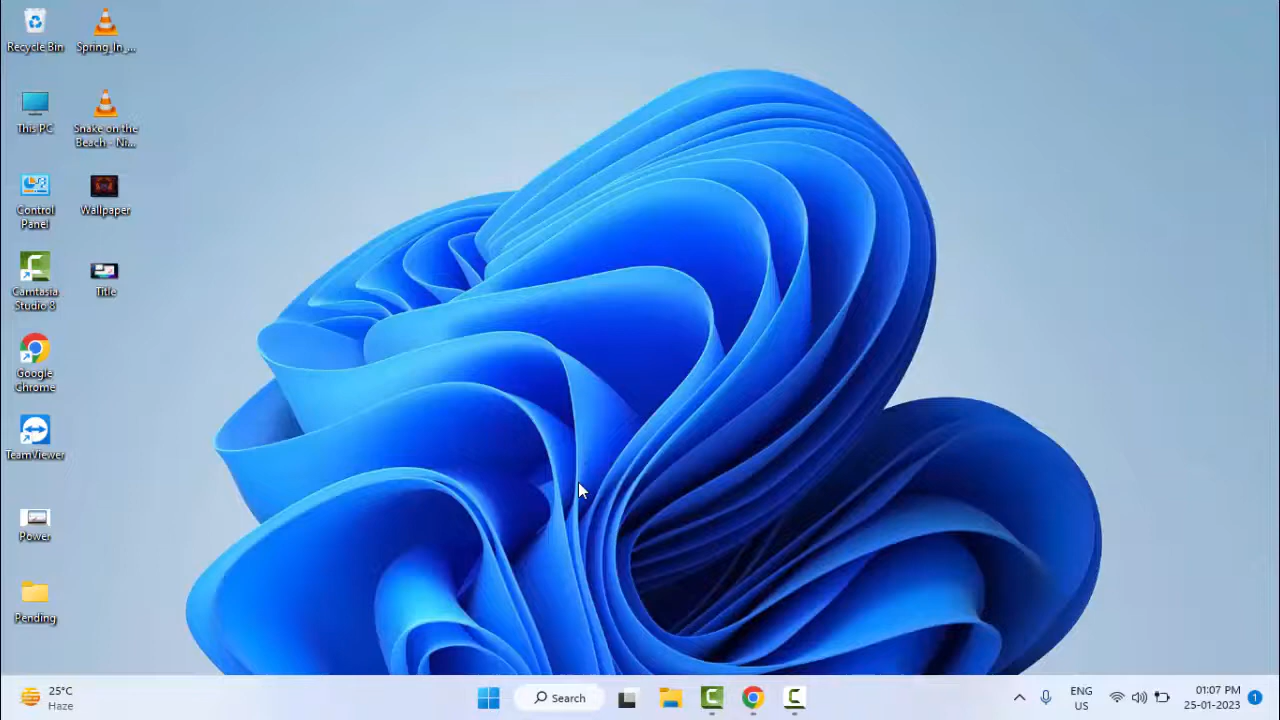 Recycle Bin
Spring_In_...
This PC
Snake on the
Beach - Ni...
Control
Panel
Wallpaper
Camtasia
Studio 8
Title
Google
Chrome
TeamViewer
Power
Pending
25°C
Haze
Search
ENG
US
01:07 PM
25-01-2023
1